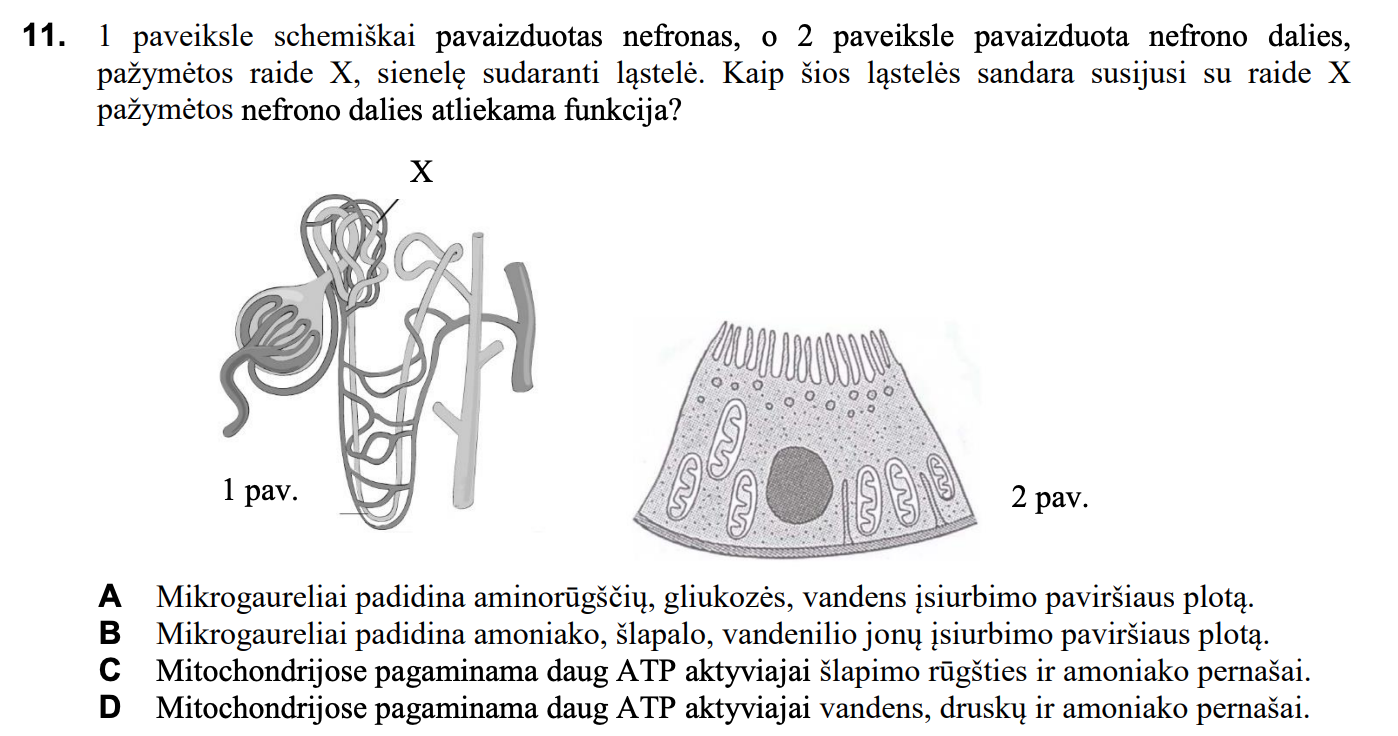 11. 1 paveiksle schemiškai pavaizduotas nefronas, o 2 paveiksle pavaizduota nefrono dalies,
pažymėtos raide X, sienelę sudaranti ląstelė. Kaip šios ląstelės sandara susijusi su raide X
pažymėtos nefrono dalies atliekama funkcija?
X
1 pav.
2 pav.
A Mikrogaureliai padidina aminorūgščių, gliukozės, vandens įsiurbimo paviršiaus plotą.
B Mikrogaureliai padidina amoniako, šlapalo, vandenilio jonų įsiurbimo paviršiaus plotą.
C Mitochondrijose pagaminama daug ATP aktyviajai šlapimo rūgšties ir amoniako pernašai.
D Mitochondrijose pagaminama daug ATP aktyviajai vandens, druskų ir amoniako pernašai.